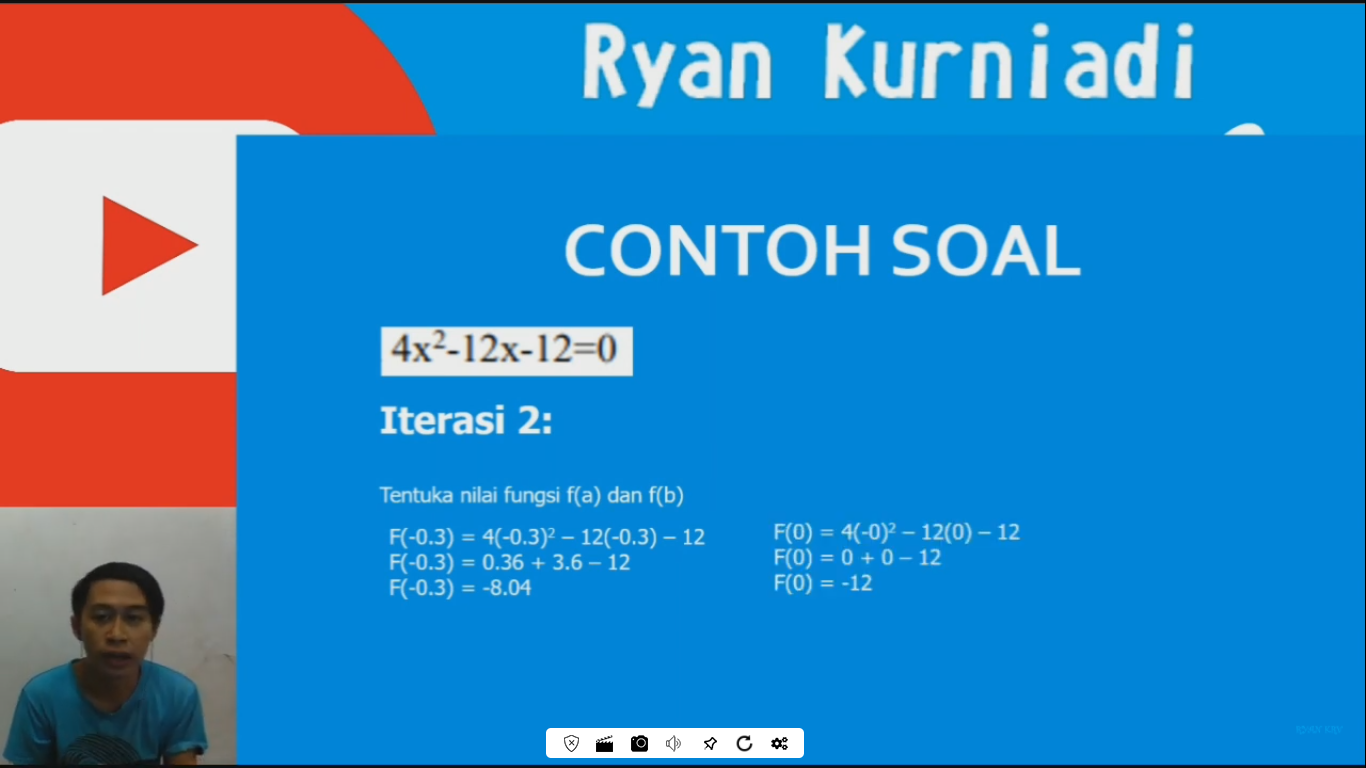 Ryan Kurniadi
CONTOH SOAL
4x²-12x-12=0
Iterasi 2:
Tentuka nilai fungsi f(a) dan f(b)
F(-0.3) = 4(-0.3)² – 12(-0.3) – 12
F(-0.3) = 0.36 + 3.6 – 12
F(-0.3) = -8.04
F(0) = 4(-0)² – 12(0) – 12
F(0) = 0 + 0 – 12
F(0) = -12